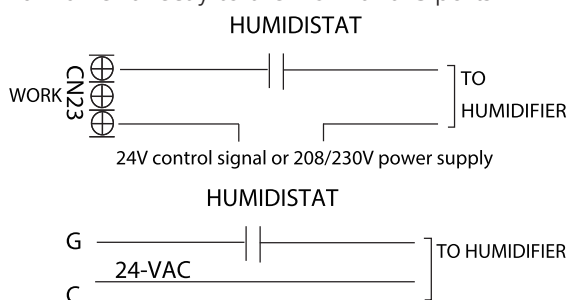 HUMIDISTAT
WORK CN23
TO
HUMIDIFIER
24V control signal or 208/230V power supply
HUMIDISTAT
G
TO HUMIDIFIER
24-VAC
C